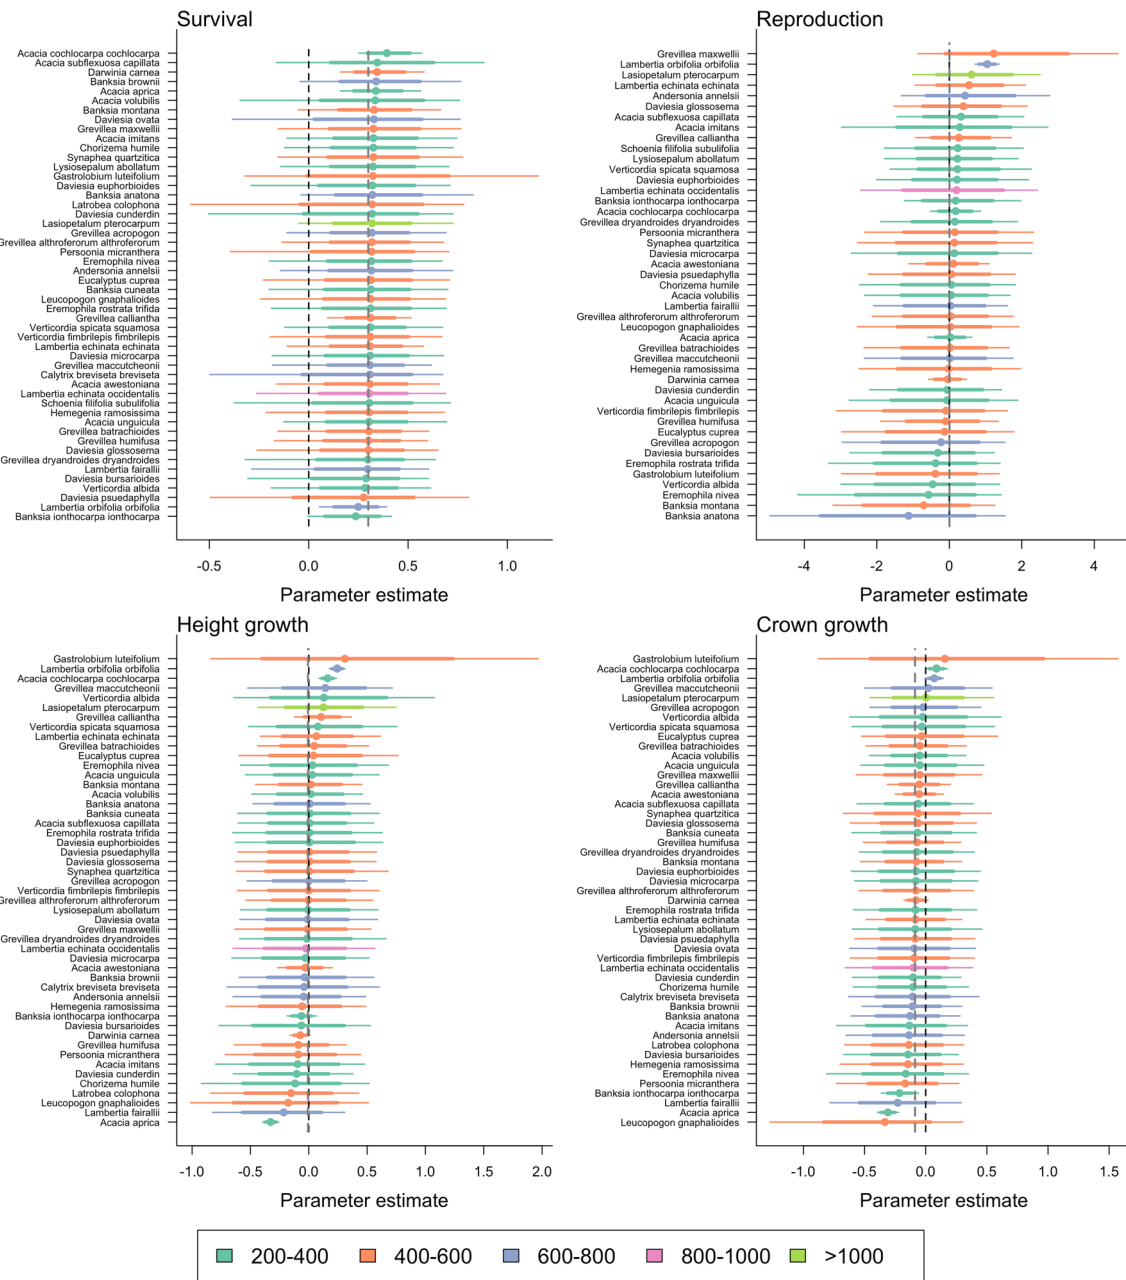 Survival
Acacia cochlocarpa cochlocarpa
Acacia subflexuosa capillata
Darwinia carnea
Banksia brownii
Acacia aprica
Acacia volubilis
Banksia montana
Daviesia ovata
Grevillea maxwellii
Acacia imitans
Chorizema humile
Synaphea quartzitica
Lysiosepalum abollatum
Gastrolobium luteifolium
Daviesia euphorbioides
Banksia anatona
Latrobea colophona
Daviesia cunderdin
Lasiopetalum pterocarpum
Grevillea acropogon
Grevillea althroferorum althroferorum
Persoonia micranthera
Eremophila nivea
Andersonia annelsii
Eucalyptus cuprea
Banksia cuneata
Leucopogon gnaphalioides
Eremophila rostrata trifida
Grevillea calliantha
Verticordia spicata squamosa
Verticordia fimbrilepis fimbrilepis
Lambertia echinata echinata
Daviesia microcarpa
Grevillea maccutcheonii
Calytrix breviseta breviseta
Acacia awestoniana
Lambertia echinata occidentalis
Schoenia filifolia subulifolia
Hemegenia ramosissima
Acacia unguicula
Grevillea batrachioides
Grevillea humifusa
Daviesia glossosema
Grevillea dryandroides dryandroides
Lambertia fairallii
Daviesia bursarioides
Verticordia albida
Daviesia psuedaphylla
Lambertia orbifolia orbifolia
Banksia ionthocarpa ionthocarpa
-0.5 0.0 0.5 1.0
Parameter estimate
Reproduction
Grevillea maxwellii
Lambertia orbifolia orbifolia
Lasiopetalum pterocarpum
Lambertia echinata echinata
Andersonia annelsii
Daviesia glossosema
Acacia subflexuosa capillata
Acacia imitans
Grevillea calliantha
Schoenia filifolia subulifolia
Lysiosepalum abollatum
Verticordia spicata squamosa
Daviesia euphorbioides
Lambertia echinata occidentalis
Banksia ionthocarpa ionthocarpa
Acacia cochlocarpa cochlocarpa
Grevillea dryandroides dryandroides
Persoonia micranthera
Synaphea quartzitica
Daviesia microcarpa
Acacia awestoniana
Daviesia psuedaphylla
Chorizema humile
Acacia volubilis
Lambertia fairallii
Grevillea althroferorum althroferorum
Leucopogon gnaphalioides
Acacia aprica
Grevillea batrachioides
Grevillea maccutcheonii
Hemegenia ramosissima
Darwinia carnea
Daviesia cunderdin
Acacia unguicula
Verticordia fimbrilepis fimbrilepis
Grevillea humifusa
Eucalyptus cuprea
Grevillea acropogon
Daviesia bursarioides
Eremophila rostrata trifida
Gastrolobium luteifolium
Verticordia albida
Eremophila nivea
Banksia montana
Banksia anatona
-4 -2 0 2 4
Parameter estimate
Height growth
Gastrolobium luteifolium
Lambertia orbifolia orbifolia
Acacia cochlocarpa cochlocarpa
Grevillea maccutcheonii
Verticordia albida
Lasiopetalum pterocarpum
Grevillea calliantha
Verticordia spicata squamosa
Lambertia echinata echinata
Grevillea batrachioides
Eucalyptus cuprea
Eremophila nivea
Acacia unguicula
Banksia montana
Acacia volubilis
Banksia anatona
Banksia cuneata
Acacia subflexuosa capillata
Eremophila rostrata trifida
Daviesia euphorbioides
Daviesia psuedaphylla
Daviesia glossosema
Synaphea quartzitica
Grevillea acropogon
Verticordia fimbrilepis fimbrilepis
Grevillea althroferorum althroferorum
Lysiosepalum abollatum
Daviesia ovata
Grevillea maxwellii
Grevillea dryandroides dryandroides
Lambertia echinata occidentalis
Daviesia microcarpa
Acacia awestoniana
Banksia brownii
Calytrix breviseta breviseta
Andersonia annelsii
Hemegenia ramosissima
Banksia ionthocarpa ionthocarpa
Daviesia bursarioides
Darwinia carnea
Grevillea humifusa
Persoonia micranthera
Acacia imitans
Daviesia cunderdin
Chorizema humile
Latrobea colophona
Leucopogon gnaphalioides
Lambertia fairallii
Acacia aprica
-1.0 -0.5 0.0 0.5 1.0 1.5 2.0
Parameter estimate
Crown growth
Gastrolobium luteifolium
Acacia cochlocarpa cochlocarpa
Lambertia orbifolia orbifolia
Grevillea maccutcheonii
Lasiopetalum pterocarpum
Grevillea acropogon
Verticordia albida
Verticordia spicata squamosa
Eucalyptus cuprea
Grevillea batrachioides
Acacia volubilis
Acacia unguicula
Grevillea maxwellii
Grevillea calliantha
Acacia awestoniana
Acacia subflexuosa capillata
Synaphea quartzitica
Daviesia glossosema
Banksia cuneata
Grevillea humifusa
Grevillea dryandroides dryandroides
Banksia montana
Daviesia euphorbioides
Daviesia microcarpa
Grevillea althroferorum althroferorum
Darwinia carnea
Eremophila rostrata trifida
Lambertia echinata echinata
Lysiosepalum abollatum
Daviesia psuedaphylla
Daviesia ovata
Verticordia fimbrilepis fimbrilepis
Lambertia echinata occidentalis
Daviesia cunderdin
Chorizema humile
Calytrix breviseta breviseta
Banksia brownii
Banksia anatona
Acacia imitans
Andersonia annelsii
Latrobea colophona
Daviesia bursarioides
Hemegenia ramosissima
Eremophila nivea
Persoonia micranthera
Banksia ionthocarpa ionthocarpa
Lambertia fairallii
Acacia aprica
Leucopogon gnaphalioides
-1.0 -0.5 0.0 0.5 1.0 1.5
Parameter estimate
200-400 400-600 600-800 800-1000 >1000